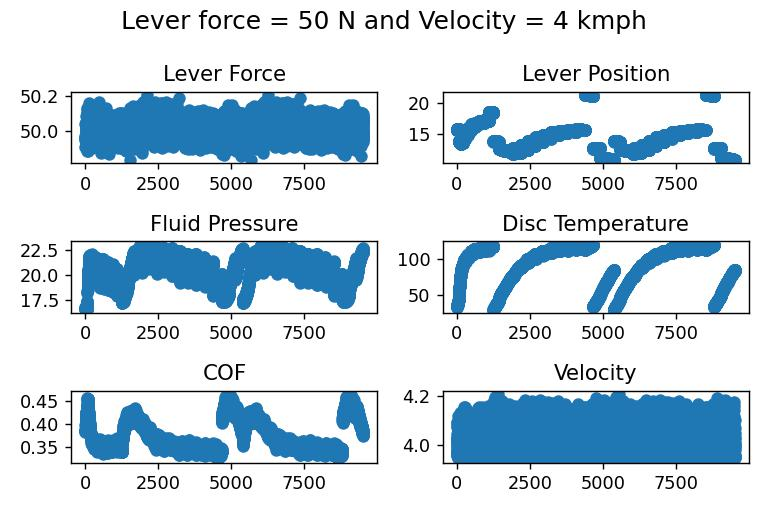 Lever force = 50 N and Velocity = 4 kmph
Lever Force
Lever Position
50.2
50.0
20
15
0 2500 5000 7500
0 2500 5000 7500
Fluid Pressure
Disc Temperature
22.5
20.0
17.5
100
50
0 2500 5000 7500
0 2500 5000 7500
COF
Velocity
0.45
0.40
0.35
4.2
4.0
0 2500 5000 7500
0 2500 5000 7500